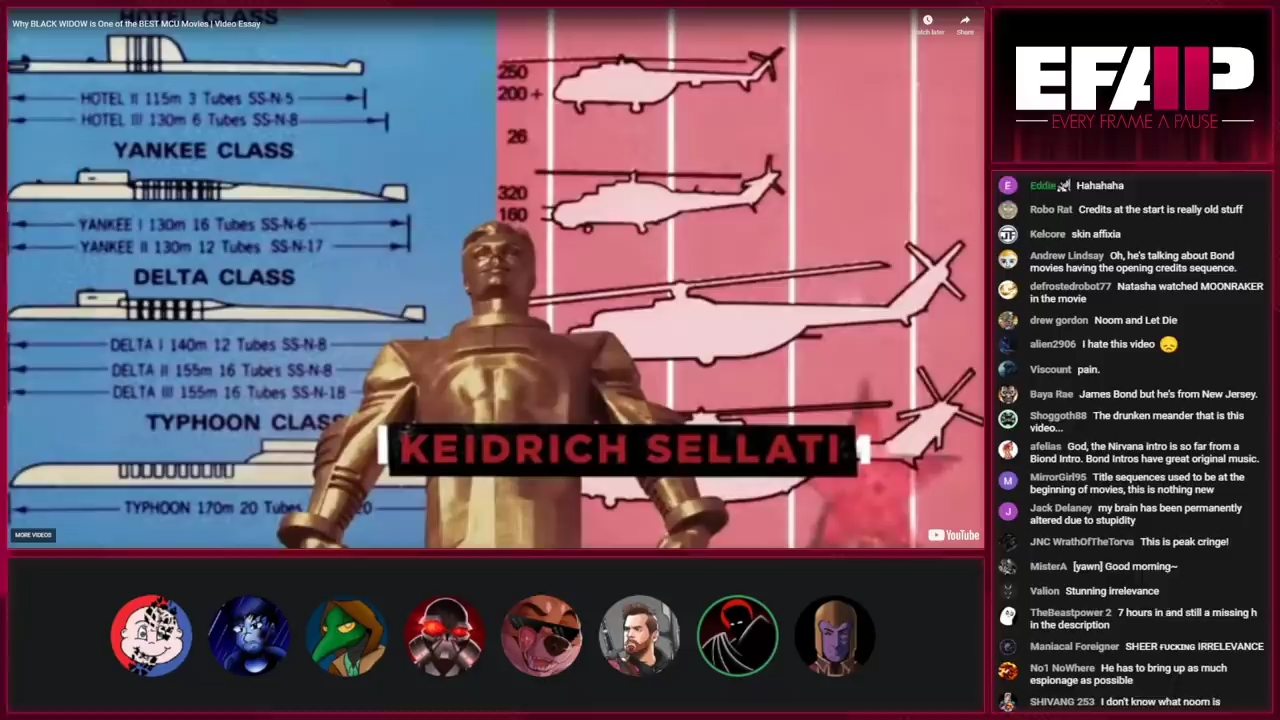 Why BLACK WIDOW is One of the BEST MCU Movies | Video Essay
HOTEL CLASS
HOTEL II 115m 3 Tubes SS-N-5
HOTEL III 130m 6 Tubes SS-N-8
YANKEE CLASS
YANKEE I 130m 16 Tubes SS-N-6
YANKEE II 130m 12 Tubes SS-N-17
DELTA CLASS
DELTA I 140m 12 Tubes SS-N-8
DELTA II 155m 16 Tubes SS-N-8
DELTA III 155m 16 Tubes SS-N-18
TYPHOON CLASS
TYPHOON 170m 20 Tubes
20
250
200 +
26
320
160
Watch later
Share
KEIDRICH SELLATI
MORE VIDEOS
YouTube
EFAP
EVERY FRAME A PAUSE
E
Eddie Hahahaha
Robo Rat Credits at the start is really old stuff
Kelcore skin affixia
Andrew Lindsay Oh, he's talking about Bond
movies having the opening credits sequence.
defrostedrobot77 Natasha watched MOONRAKER
in the movie
drew gordon Noom and Let Die
alien2906 I hate this video 😞
Viscount pain.
Baya Rae James Bond but he's from New Jersey.
Shoggoth88 The drunken meander that is this
video...
afelias God, the Nirvana intro is so far from a
Biond Intro. Bond Intros have great original music.
M
MirrorGirl95 Title sequences used to be at the
beginning of movies, this is nothing new
J
Jack Delaney my brain has been permanently
altered due to stupidity
JNC WrathOfTheTorva This is peak cringe!
MisterA [yawn] Good morning~
Valion Stunning irrelevance
TheBeastpower 2 7 hours in and still a missing h
in the description
Maniacal Foreigner SHEER ꜰᴜᴄᴋɪɴɢ IRRELEVANCE
No1 NoWhere He has to bring up as much
espionage as possible
SHIVANG 253 I don't know what noom is